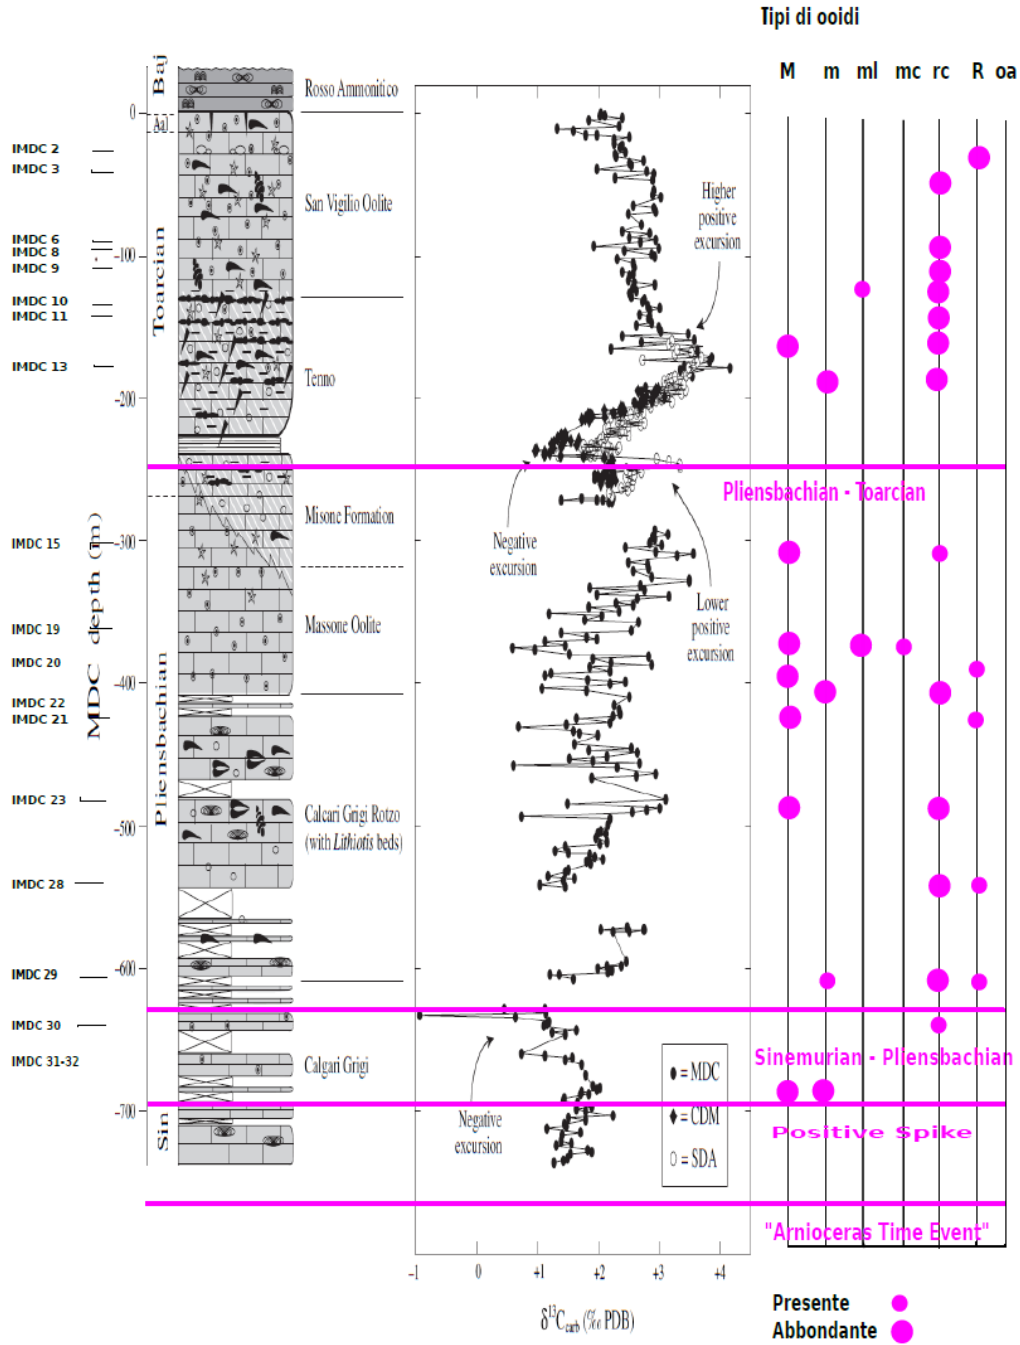 Tipi di ooidi
M m ml mc rc R oa
Baj
Aal
Toarcian
Pliensbachian
Sin
MDC depth (m)
0
-100
-200
-300
-400
-500
-600
-700
IMDC 2
IMDC 3
IMDC 6
IMDC 8
IMDC 9
IMDC 10
IMDC 11
IMDC 13
IMDC 15
IMDC 19
IMDC 20
IMDC 22
IMDC 21
IMDC 23
IMDC 28
IMDC 29
IMDC 30
IMDC 31-32
Rosso Ammonitico
San Vigilio Oolite
Tenno
Misone Formation
Massone Oolite
Calcari Grigi Rotzo
(with Lithiotis beds)
Calgari Grigi
Higher
positive
excursion
Negative
excursion
Lower
positive
excursion
Negative
excursion
= MDC
= CDM
= SDA
Pliensbachian - Toarcian
Sinemurian - Pliensbachian
Positive Spike
"Arnioceras Time Event"
-1 0 +1 +2 +3 +4
δ13Ccarb (‰ PDB)
Presente
Abbondante